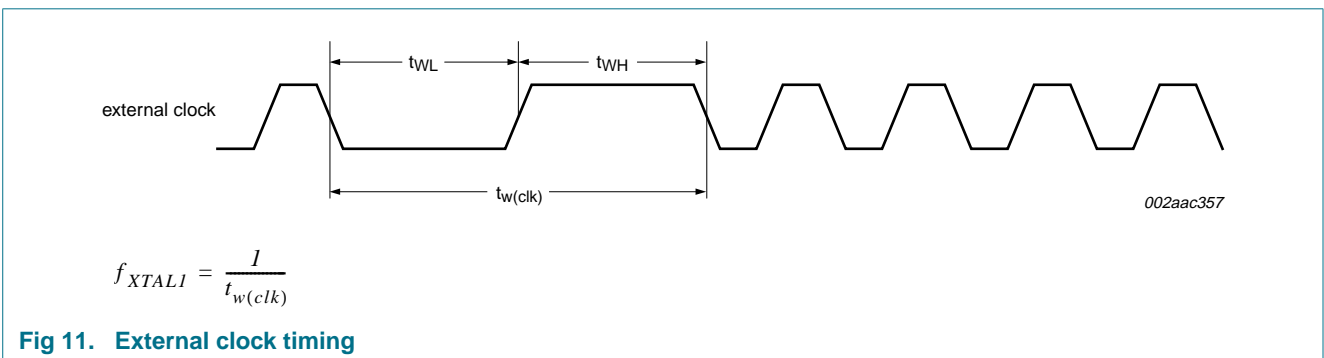 tWL tWH
external clock
tw(clk)
002aac357
fXTAL1 = 1 / tw(clk)
Fig 11. External clock timing